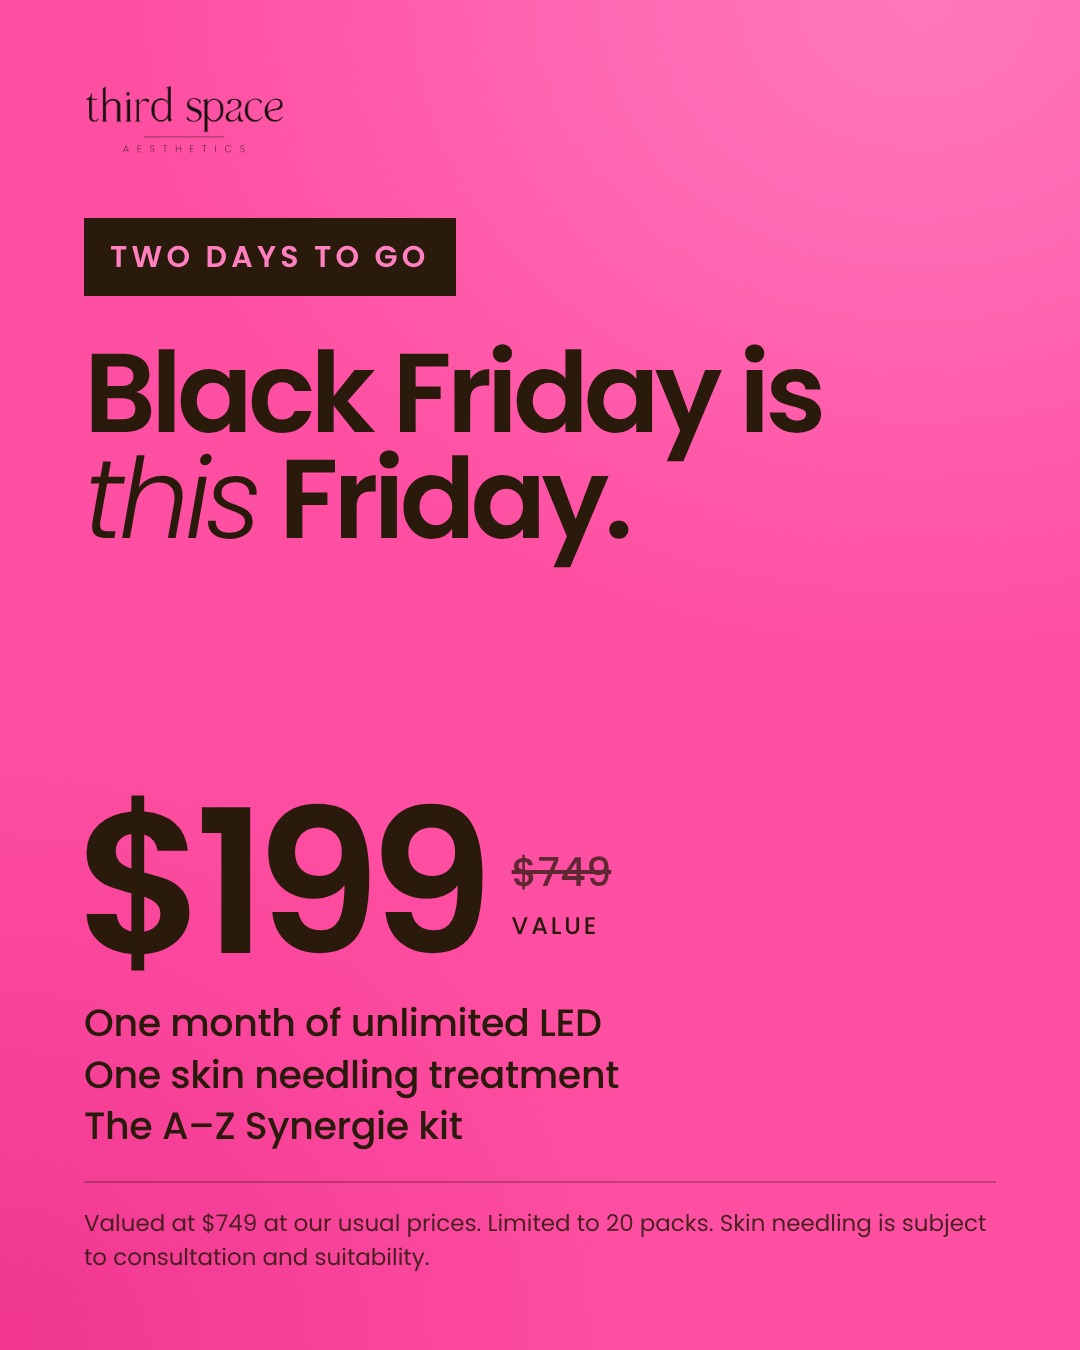 third space
AESTHETICS
TWO DAYS TO GO
Black Friday is
this Friday.
$199
$749
VALUE
One month of unlimited LED
One skin needling treatment
The A–Z Synergie kit
Valued at $749 at our usual prices. Limited to 20 packs. Skin needling is subject
to consultation and suitability.